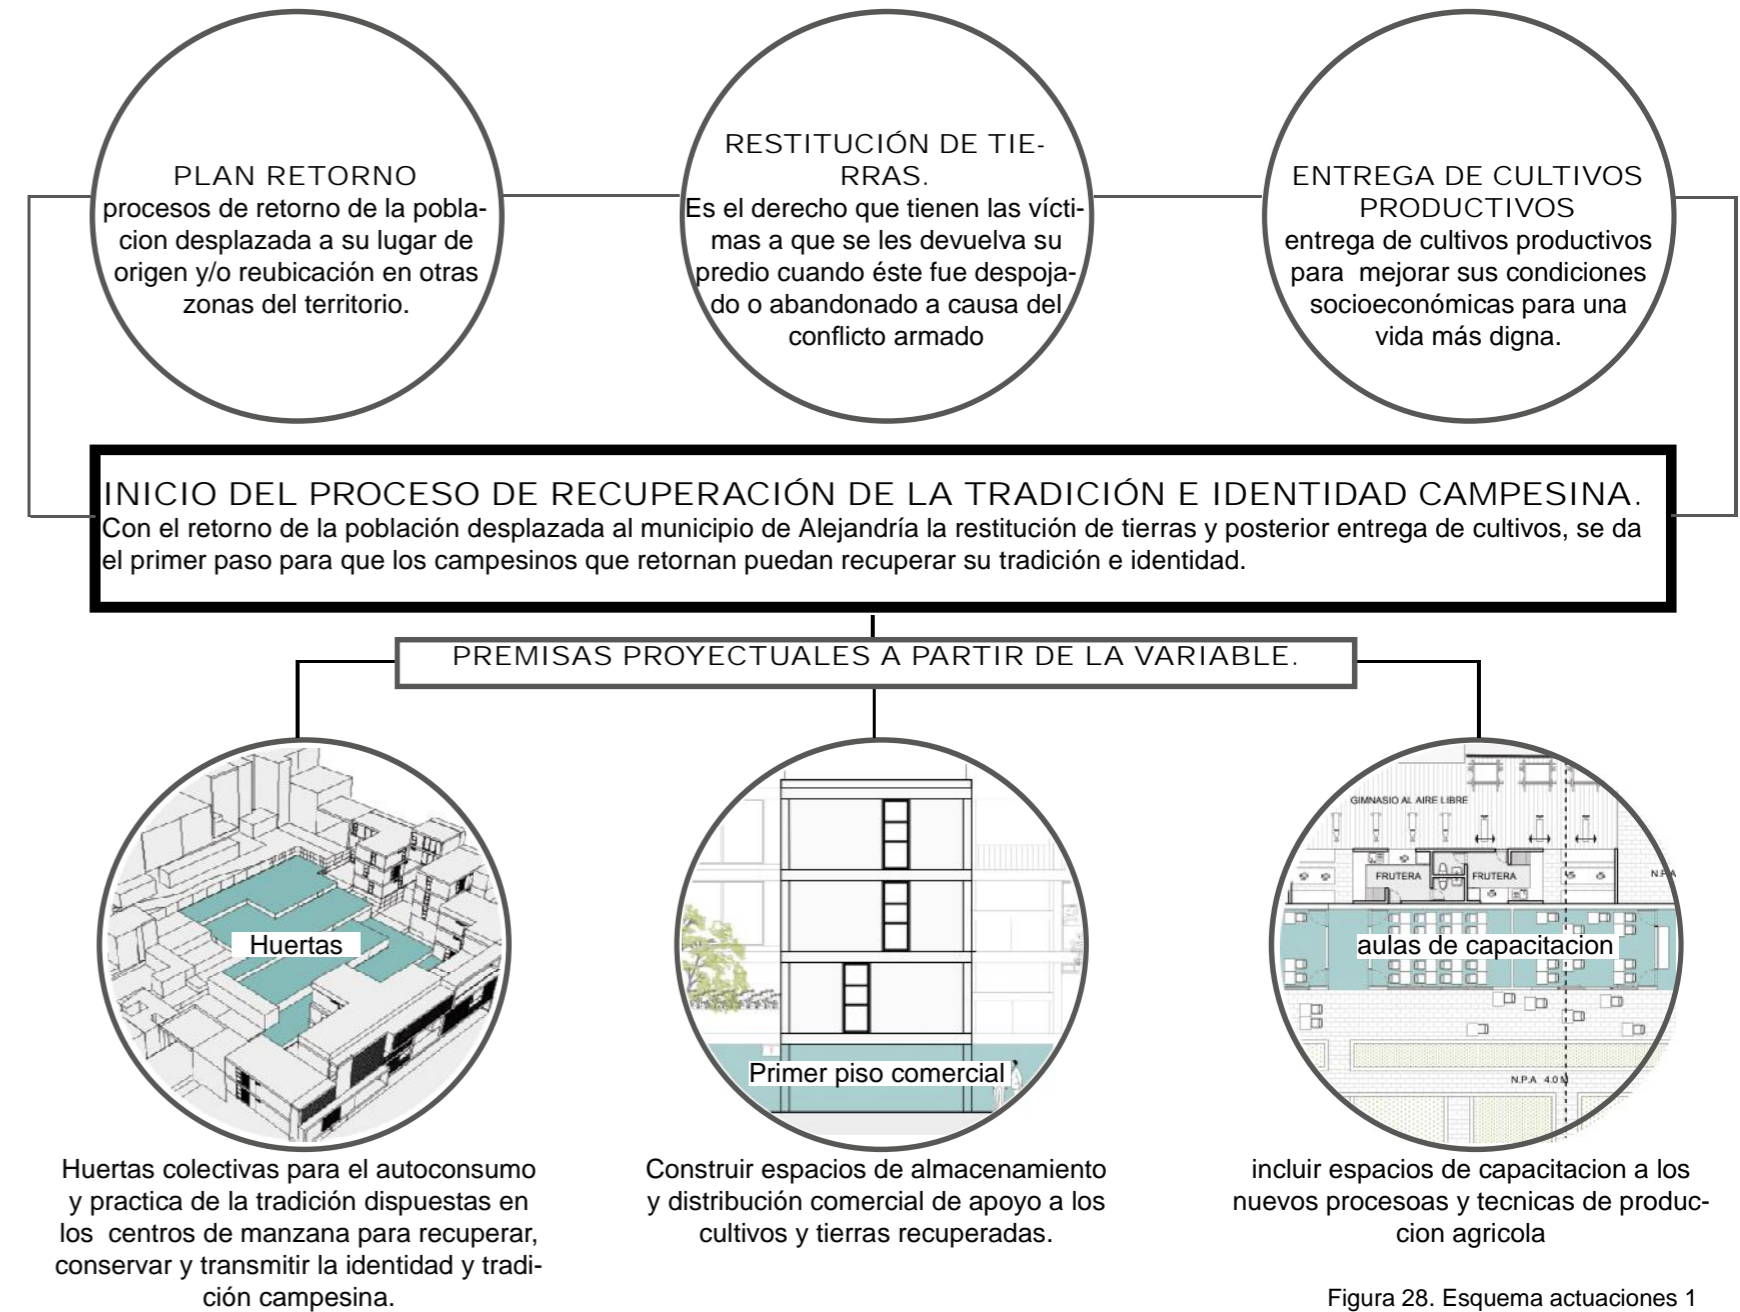 PLAN RETORNO
procesos de retorno de la pobla-
cion desplazada a su lugar de
origen y/o reubicación en otras
zonas del territorio.
RESTITUCIÓN DE TIE-
RRAS.
Es el derecho que tienen las vícti-
mas a que se les devuelva su
predio cuando éste fue despoja-
do o abandonado a causa del
conflicto armado
ENTREGA DE CULTIVOS
PRODUCTIVOS
entrega de cultivos productivos
para mejorar sus condiciones
socioeconómicas para una
vida más digna.
INICIO DEL PROCESO DE RECUPERACIÓN DE LA TRADICIÓN E IDENTIDAD CAMPESINA.
Con el retorno de la población desplazada al municipio de Alejandría la restitución de tierras y posterior entrega de cultivos, se da
el primer paso para que los campesinos que retornan puedan recuperar su tradición e identidad.
PREMISAS PROYECTUALES A PARTIR DE LA VARIABLE.
Huertas
Primer piso comercial
GIMNASIO AL AIRE LIBRE
FRUTERA
FRUTERA
N.P.A
aulas de capacitacion
N.P.A 4.0 M
Huertas colectivas para el autoconsumo
y practica de la tradición dispuestas en
los centros de manzana para recuperar,
conservar y transmitir la identidad y tradi-
ción campesina.
Construir espacios de almacenamiento
y distribución comercial de apoyo a los
cultivos y tierras recuperadas.
incluir espacios de capacitacion a los
nuevos procesoas y tecnicas de produc-
cion agricola
Figura 28. Esquema actuaciones 1